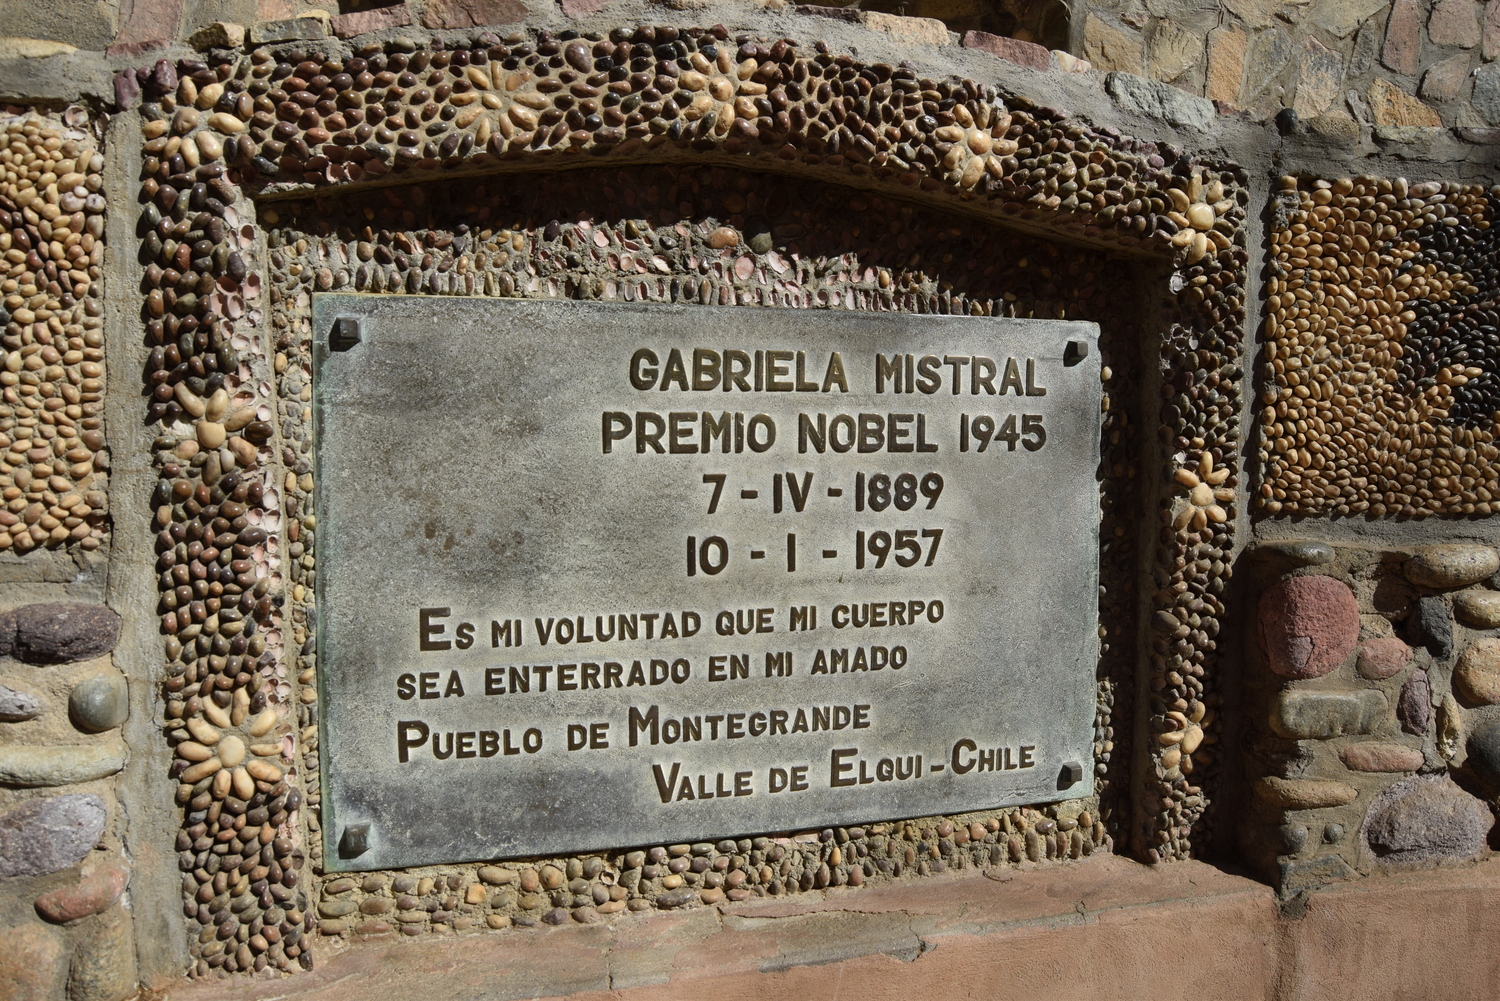 GABRIELA MISTRAL
PREMIO NOBEL 1945
7 - IV - 1889
10 - I - 1957
ES MI VOLUNTAD QUE MI CUERPO
SEA ENTERRADO EN MI AMADO
PUEBLO DE MONTEGRANDE
VALLE DE ELQUI - CHILE